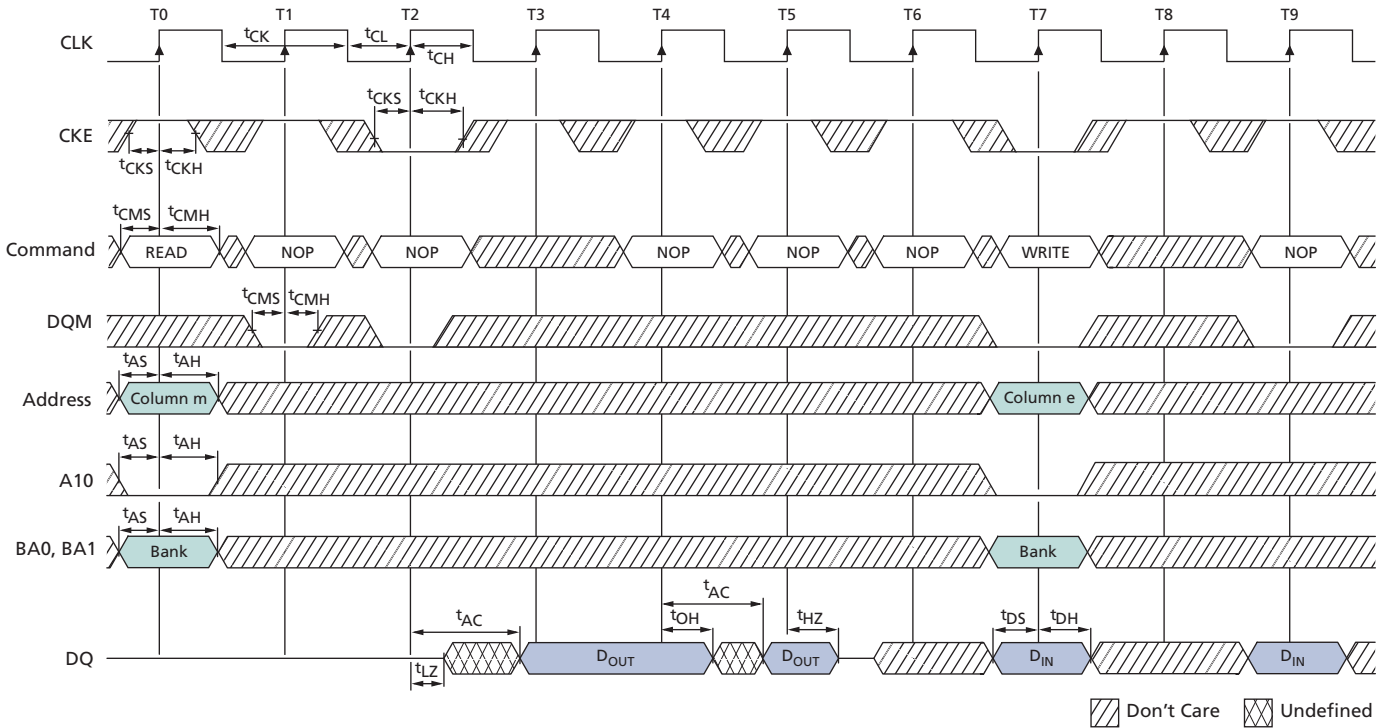 T0 T1 T2 T3 T4 T5 T6 T7 T8 T9
CLK
tCK tCL
tCH
tCKS tCKH
CKE
tCKS tCKH
tCMS tCMH
Command READ NOP NOP NOP NOP NOP WRITE NOP
tCMS tCMH
DQM
tAS tAH
Address Column m Column e
tAS tAH
A10
tAS tAH
BA0, BA1 Bank Bank
tAC tAC tOH tHZ tDS tDH
DQ DOUT DOUT DIN DIN
tLZ
Don't Care Undefined